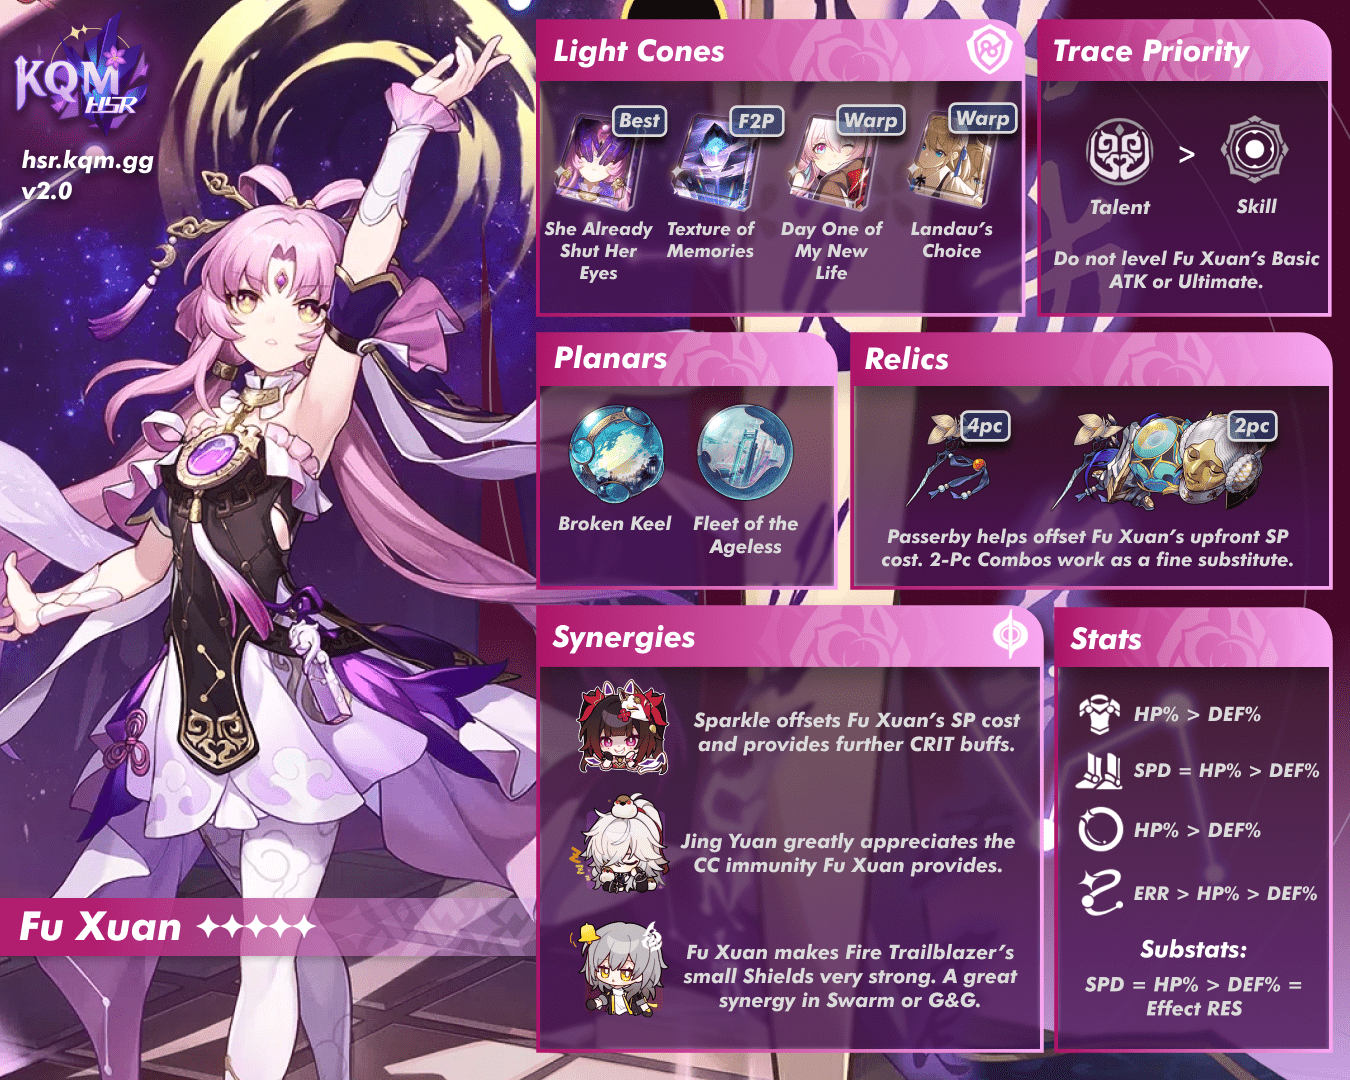 KQM
HSR
hsr.kqm.gg
v2.0
Fu Xuan
Light Cones
Best
F2P
Warp
Warp
She Already
Shut Her
Eyes
Texture of
Memories
Day One of
My New
Life
Landau's
Choice
Trace Priority
>
Talent
Skill
Do not level Fu Xuan's Basic
ATK or Ultimate.
Planars
Broken Keel
Fleet of the
Ageless
Relics
4pc
2pc
Passerby helps offset Fu Xuan's upfront SP
cost. 2-Pc Combos work as a fine substitute.
Synergies
Sparkle offsets Fu Xuan's SP cost
and provides further CRIT buffs.
Jing Yuan greatly appreciates the
CC immunity Fu Xuan provides.
Fu Xuan makes Fire Trailblazer's
small Shields very strong. A great
synergy in Swarm or G&G.
Stats
HP% > DEF%
SPD = HP% > DEF%
HP% > DEF%
ERR > HP% > DEF%
Substats:
SPD = HP% > DEF% =
Effect RES